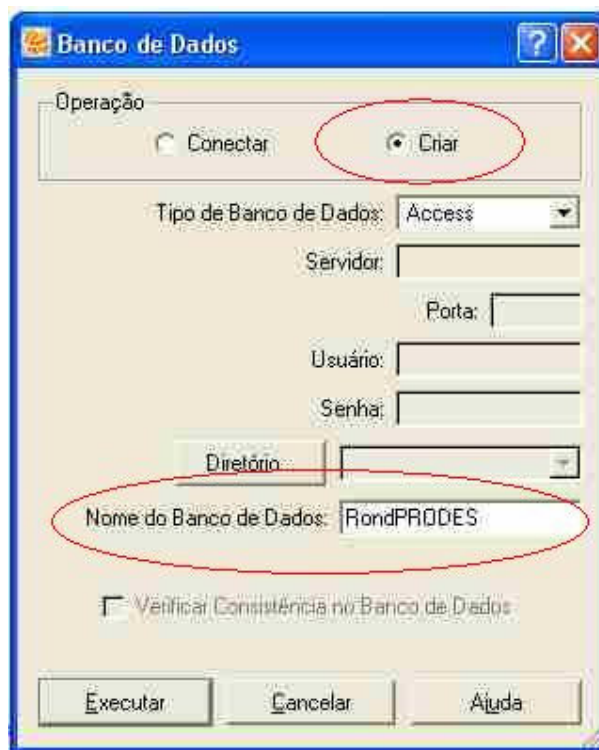 Banco de Dados
Operação
Conectar
Criar
Tipo de Banco de Dados: Access
Servidor:
Porta:
Usuário:
Senha:
Diretório...
Nome do Banco de Dados: RondPRODES
Verificar Consistência no Banco de Dados
Executar Cancelar Ajuda